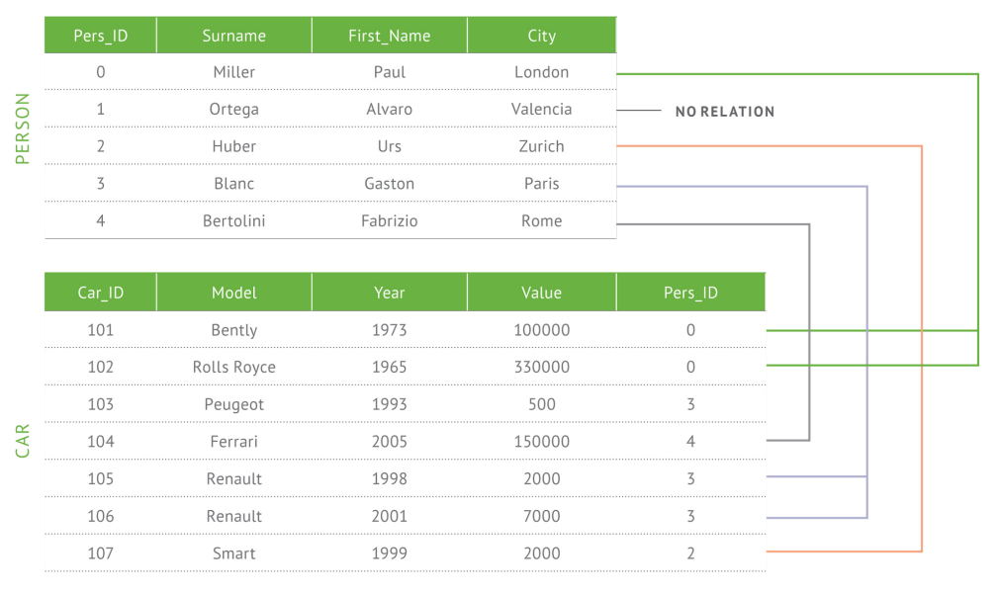 PERSON
Pers_ID Surname First_Name City
0 Miller Paul London
1 Ortega Alvaro Valencia NO RELATION
2 Huber Urs Zurich
3 Blanc Gaston Paris
4 Bertolini Fabrizio Rome
CAR
Car_ID Model Year Value Pers_ID
101 Bently 1973 100000 0
102 Rolls Royce 1965 330000 0
103 Peugeot 1993 500 3
104 Ferrari 2005 150000 4
105 Renault 1998 2000 3
106 Renault 2001 7000 3
107 Smart 1999 2000 2